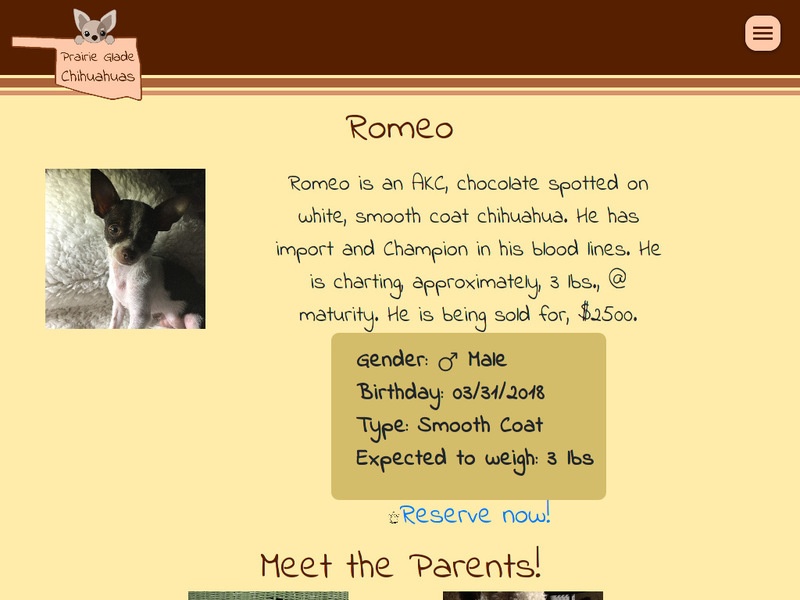 Prairie Glade
Chihuahuas
Romeo
Romeo is an AKC, chocolate spotted on
white, smooth coat chihuahua. He has
import and Champion in his blood lines. He
is charting, approximately, 3 lbs., @
maturity. He is being sold for, $2500.
Gender: ♂ Male
Birthday: 03/31/2018
Type: Smooth Coat
Expected to weigh: 3 lbs
Reserve now!
Meet the Parents!